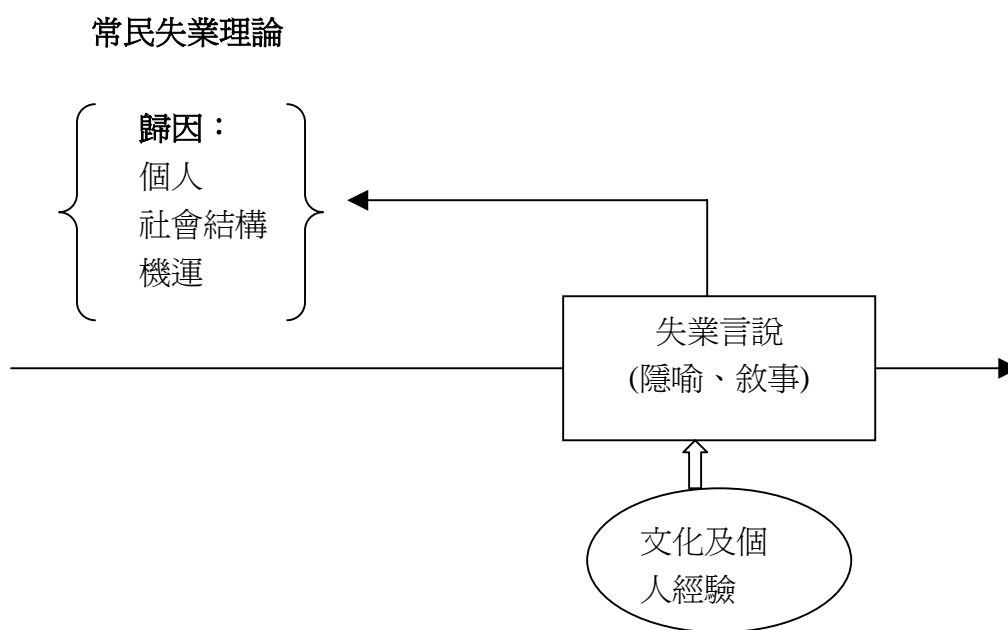 常民失業理論
歸因：
個人
社會結構
機運
失業言說
(隱喻、敘事)
文化及個
人經驗